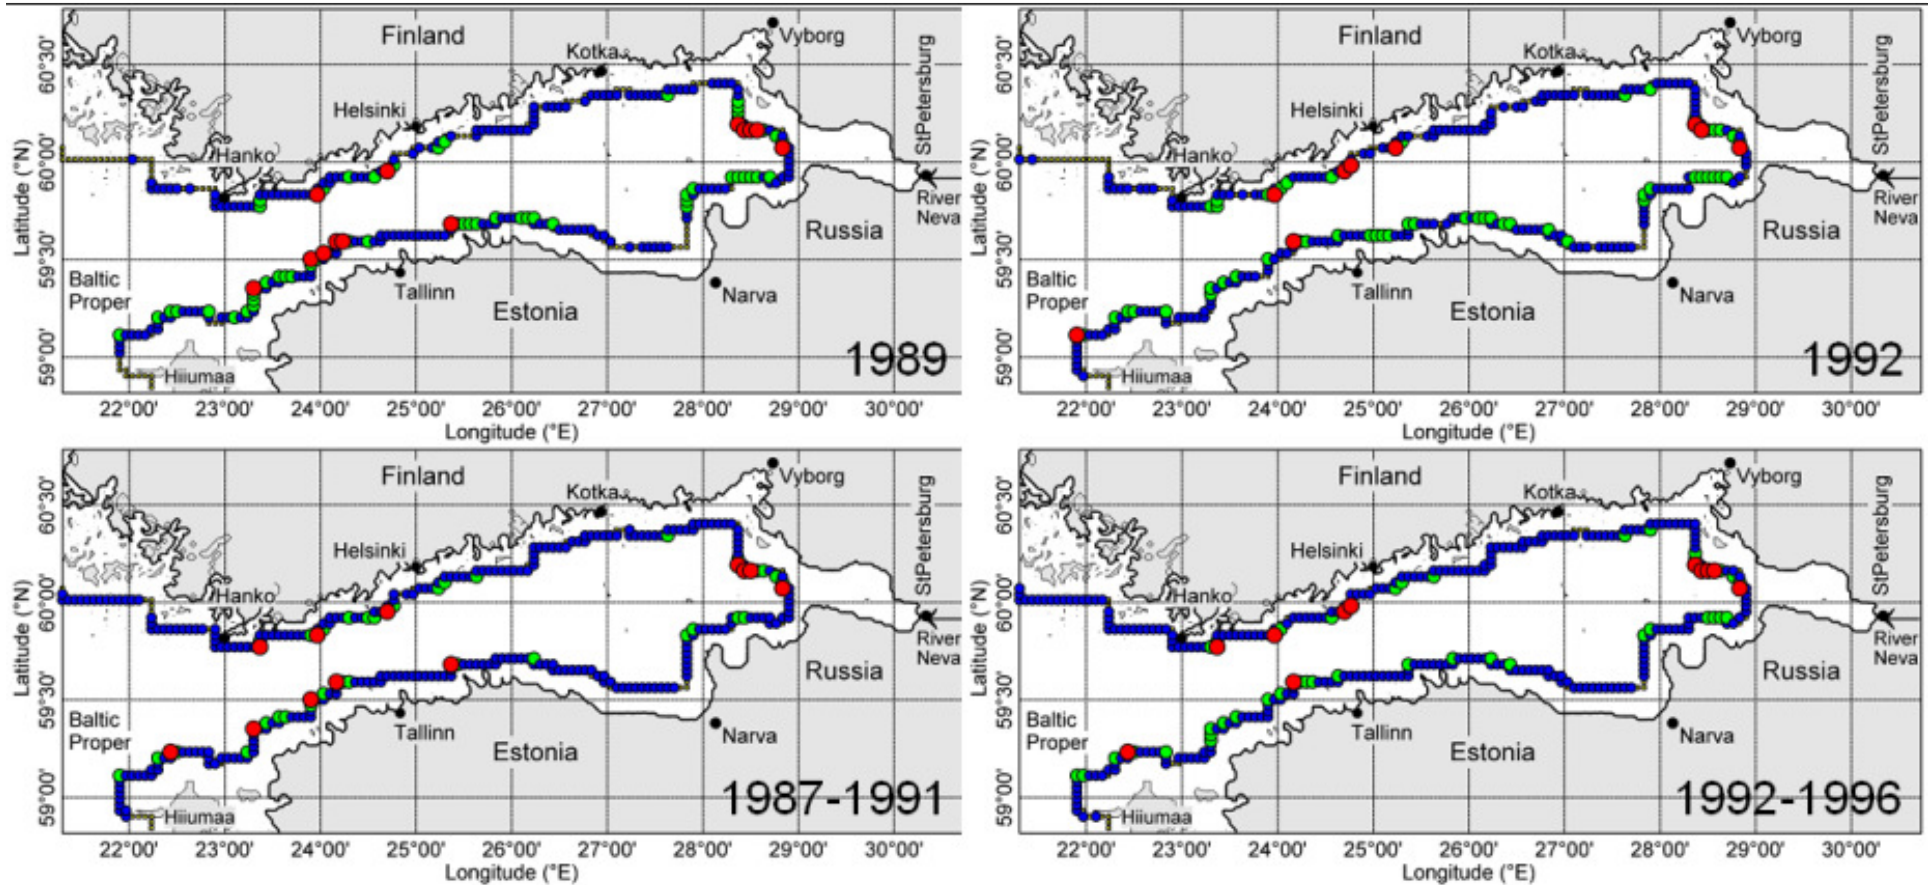 Finland
Vyborg
Kotka
Helsinki
StPetersburg
Hanko
River
Neva
Russia
Baltic
Proper
Tallinn
Narva
Estonia
Hiiumaa
1989
60°30'
60°00'
59°30'
59°00'
Latitude (°N)
22°00' 23°00' 24°00' 25°00' 26°00' 27°00' 28°00' 29°00' 30°00'
Longitude (°E)
Finland
Vyborg
Kotka
Helsinki
StPetersburg
Hanko
River
Neva
Russia
Baltic
Proper
Tallinn
Narva
Estonia
Hiiumaa
1992
60°30'
60°00'
59°30'
59°00'
Latitude (°N)
22°00' 23°00' 24°00' 25°00' 26°00' 27°00' 28°00' 29°00' 30°00'
Longitude (°E)
Finland
Vyborg
Kotka
Helsinki
StPetersburg
Hanko
River
Neva
Russia
Baltic
Proper
Tallinn
Narva
Estonia
Hiiumaa
1987-1991
60°30'
60°00'
59°30'
59°00'
Latitude (°N)
22°00' 23°00' 24°00' 25°00' 26°00' 27°00' 28°00' 29°00' 30°00'
Longitude (°E)
Finland
Vyborg
Kotka
Helsinki
StPetersburg
Hanko
River
Neva
Russia
Baltic
Proper
Tallinn
Narva
Estonia
Hiiumaa
1992-1996
60°30'
60°00'
59°30'
59°00'
Latitude (°N)
22°00' 23°00' 24°00' 25°00' 26°00' 27°00' 28°00' 29°00' 30°00'
Longitude (°E)